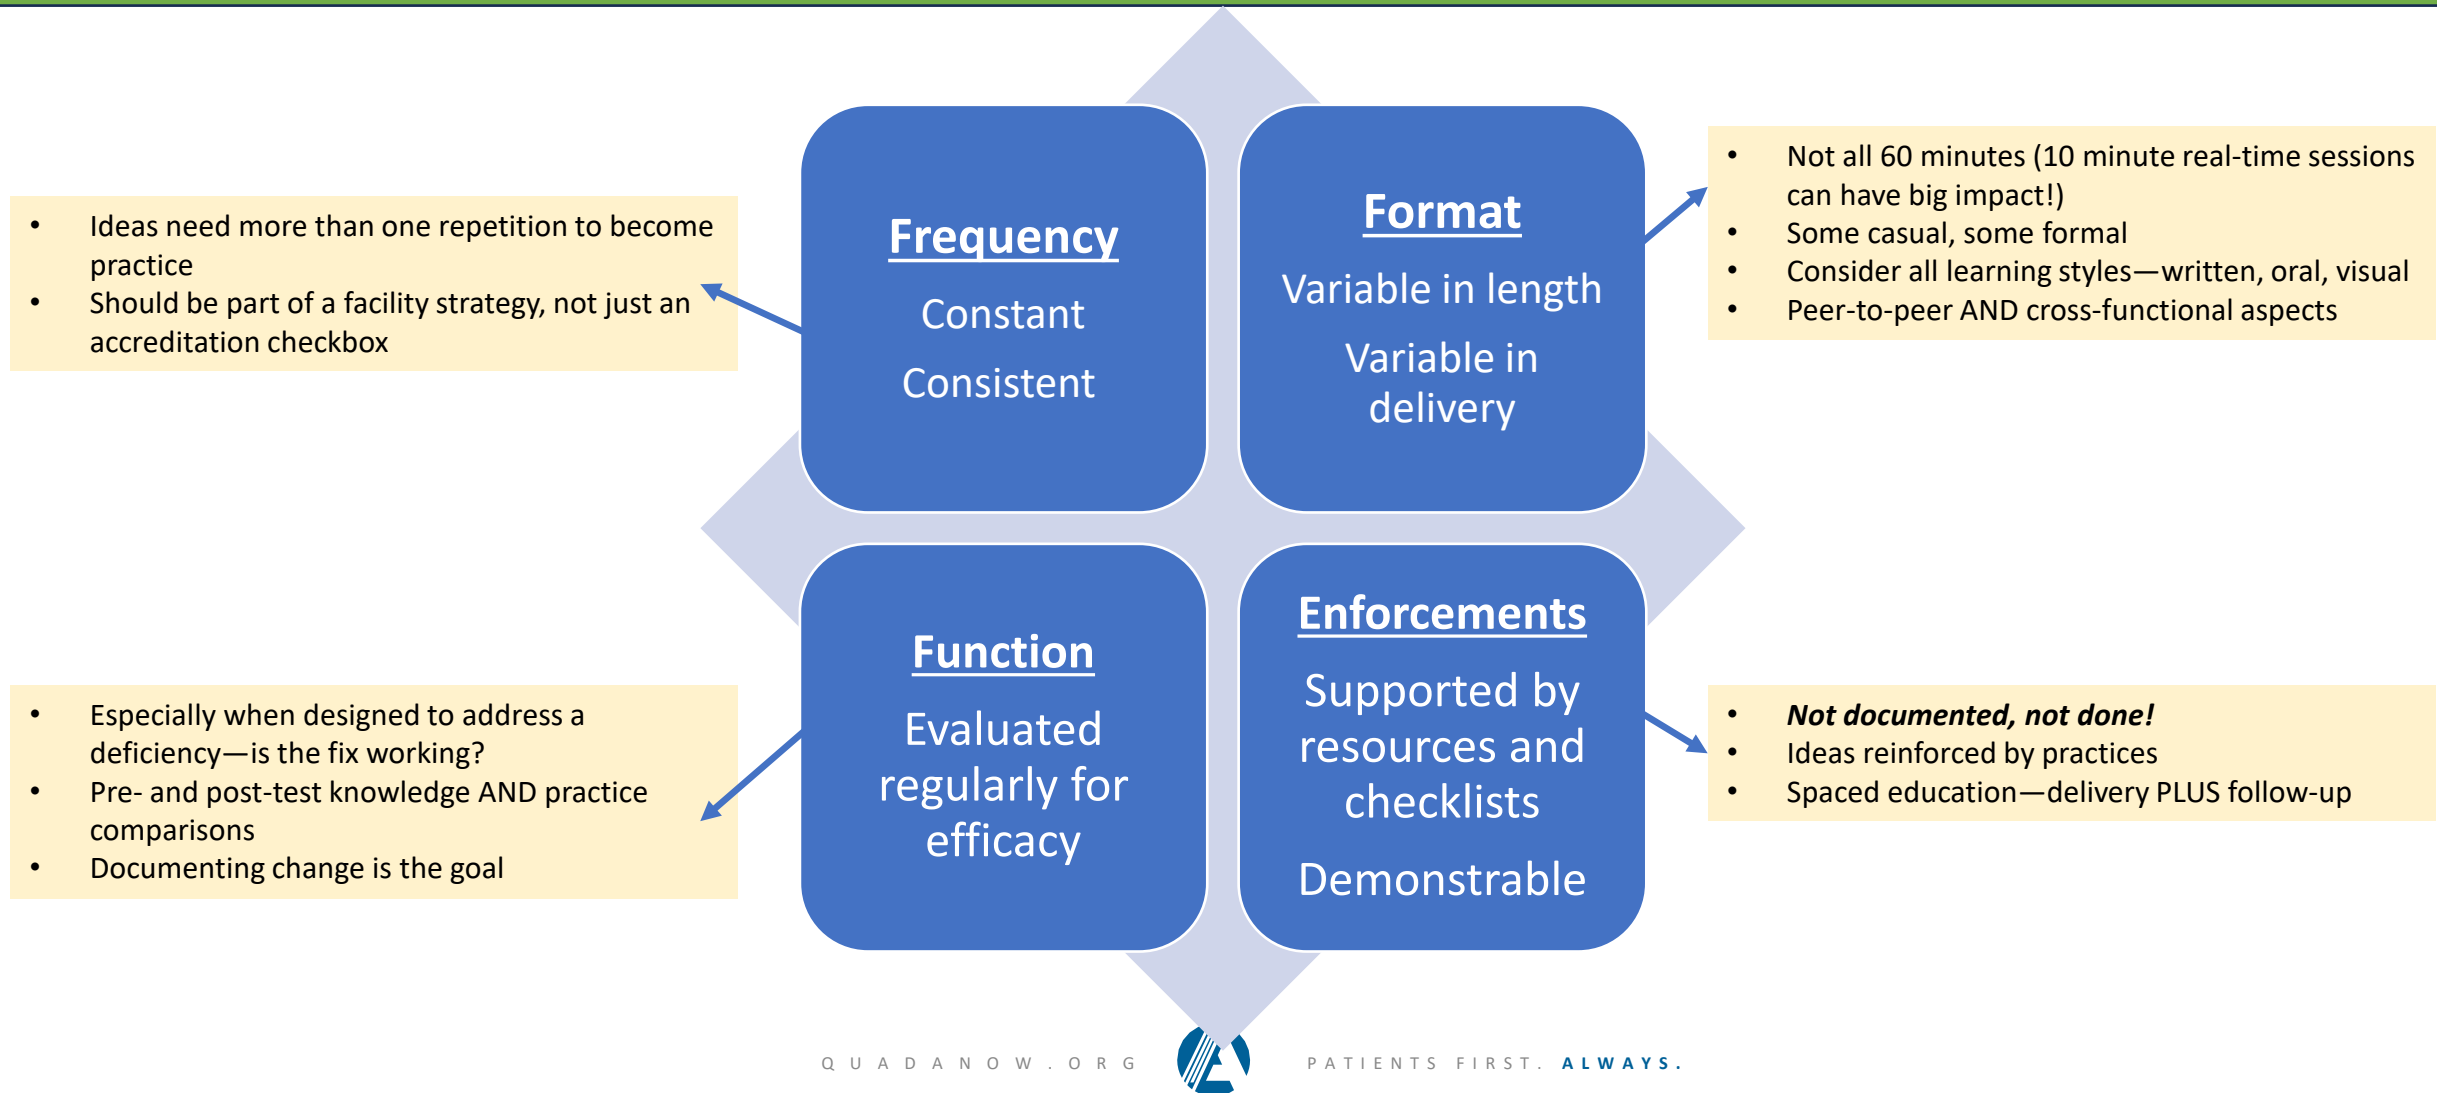 • Ideas need more than one repetition to become
practice
• Should be part of a facility strategy, not just an
accreditation checkbox
Frequency
Constant
Consistent
Format
Variable in length
Variable in
delivery
• Not all 60 minutes (10 minute real-time sessions
can have big impact!)
• Some casual, some formal
• Consider all learning styles—written, oral, visual
• Peer-to-peer AND cross-functional aspects
• Especially when designed to address a
deficiency—is the fix working?
• Pre- and post-test knowledge AND practice
comparisons
• Documenting change is the goal
Function
Evaluated
regularly for
efficacy
Enforcements
Supported by
resources and
checklists
Demonstrable
• Not documented, not done!
• Ideas reinforced by practices
• Spaced education—delivery PLUS follow-up
QUADANOW.ORG
PATIENTS FIRST. ALWAYS.